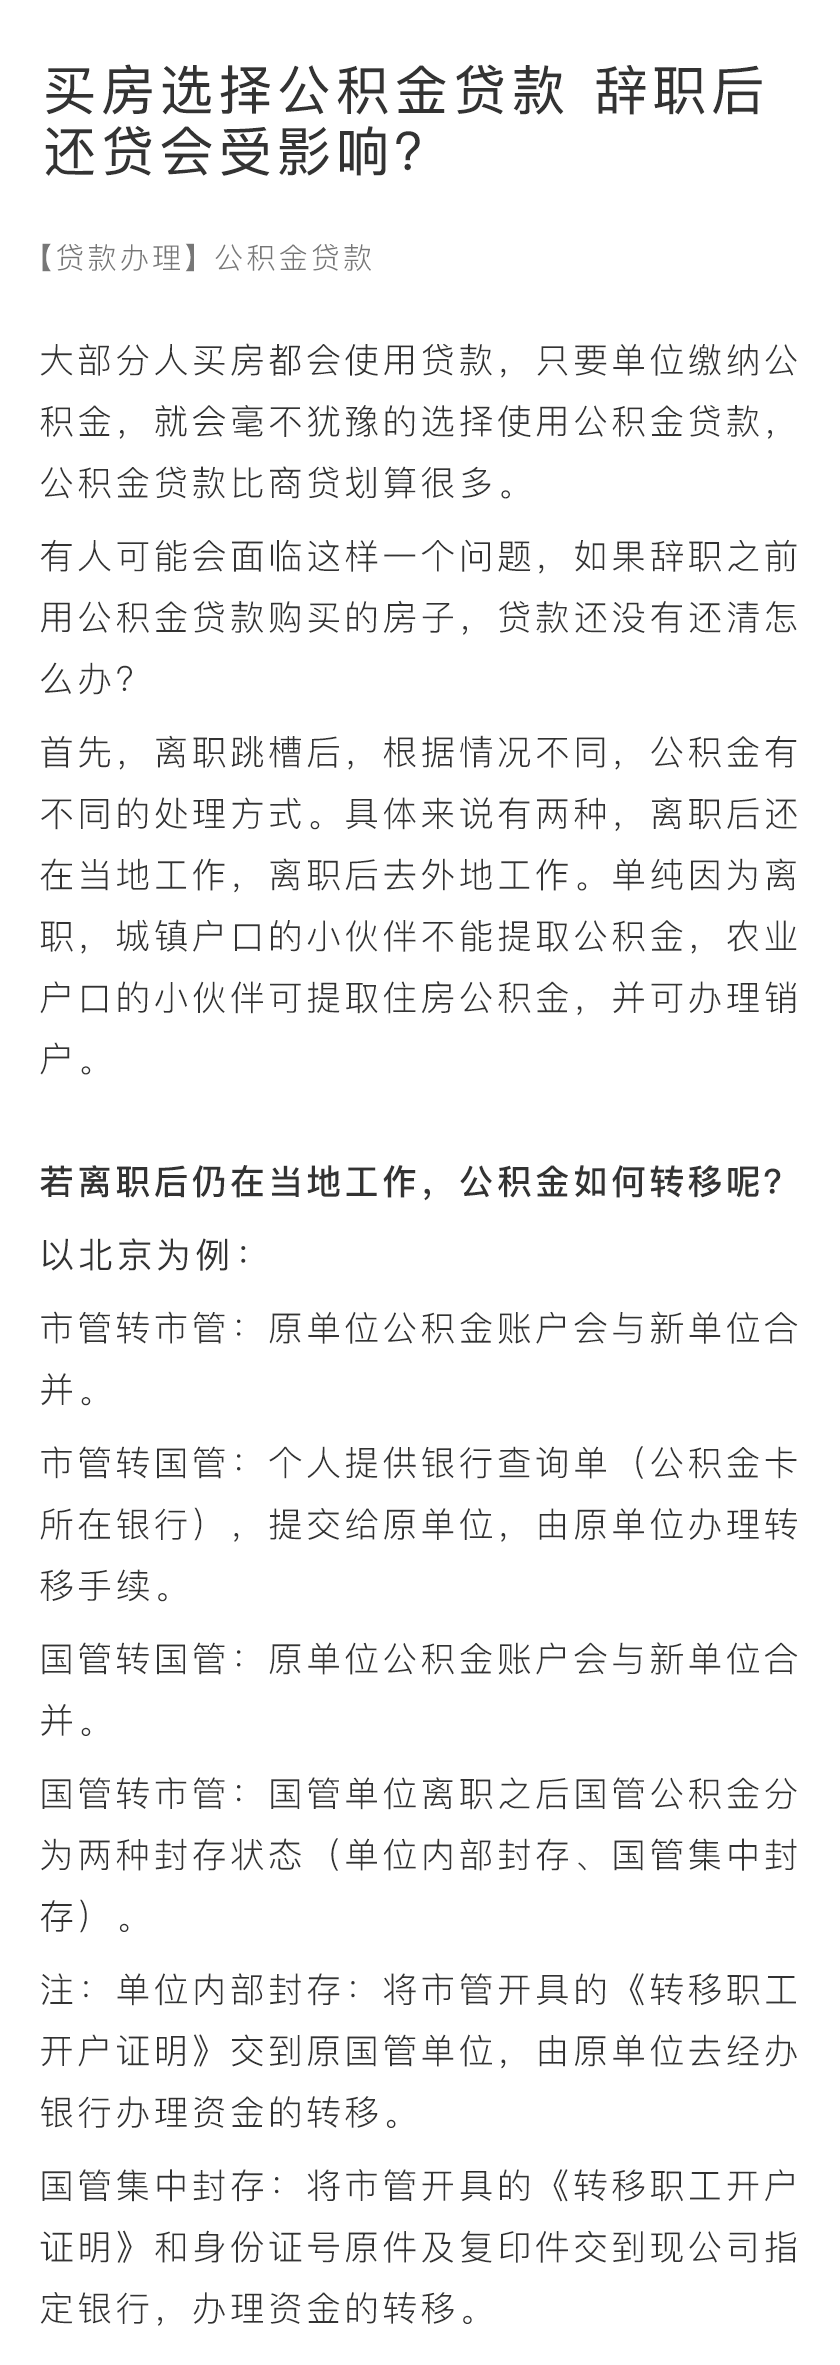 买房选择公积金贷款 辞职后
还贷会受影响?
【贷款办理】公积金贷款
大部分人买房都会使用贷款，只要单位缴纳公
积金，就会毫不犹豫的选择使用公积金贷款，
公积金贷款比商贷划算很多。
有人可能会面临这样一个问题，如果辞职之前
用公积金贷款购买的房子，贷款还没有还清怎
么办?
首先，离职跳槽后，根据情况不同，公积金有
不同的处理方式。具体来说有两种，离职后还
在当地工作，离职后去外地工作。单纯因为离
职，城镇户口的小伙伴不能提取公积金，农业
户口的小伙伴可提取住房公积金，并可办理销
户。
若离职后仍在当地工作，公积金如何转移呢?
以北京为例：
市管转市管：原单位公积金账户会与新单位合
并。
市管转国管：个人提供银行查询单（公积金卡
所在银行），提交给原单位，由原单位办理转
移手续。
国管转国管：原单位公积金账户会与新单位合
并。
国管转市管：国管单位离职之后国管公积金分
为两种封存状态（单位内部封存、国管集中封
存）。
注：单位内部封存：将市管开具的《转移职工
开户证明》交到原国管单位，由原单位去经办
银行办理资金的转移。
国管集中封存：将市管开具的《转移职工开户
证明》和身份证号原件及复印件交到现公司指
定银行，办理资金的转移。